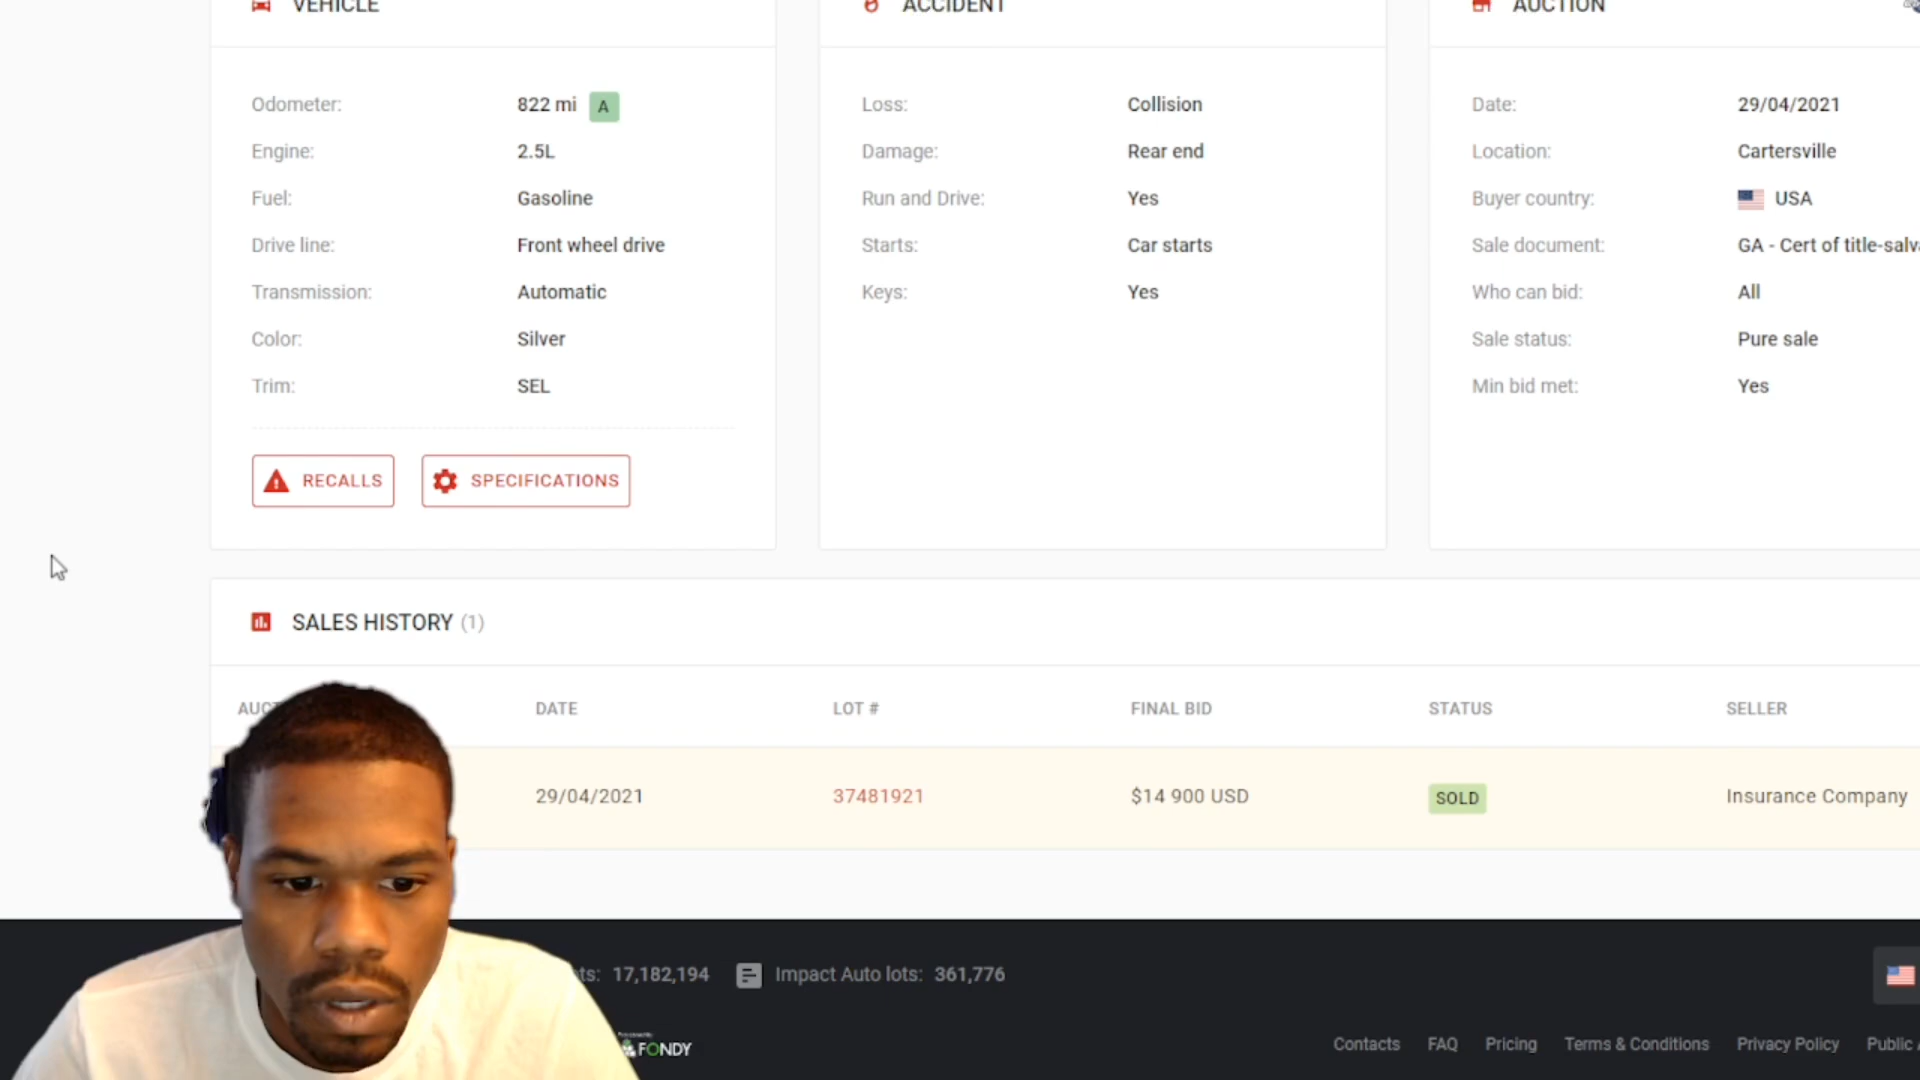 VEHICLE
Odometer: 822 mi A
Engine: 2.5L
Fuel: Gasoline
Drive line: Front wheel drive
Transmission: Automatic
Color: Silver
Trim: SEL
RECALLS SPECIFICATIONS
ACCIDENT
Loss: Collision
Damage: Rear end
Run and Drive: Yes
Starts: Car starts
Keys: Yes
AUCTION
Date: 29/04/2021
Location: Cartersville
Buyer country: USA
Sale document: GA - Cert of title-salv
Who can bid: All
Sale status: Pure sale
Min bid met: Yes
SALES HISTORY (1)
AUC DATE LOT # FINAL BID STATUS SELLER
29/04/2021 37481921 $14 900 USD SOLD Insurance Company
ts: 17,182,194 Impact Auto lots: 361,776
FONDY
Contacts FAQ Pricing Terms & Conditions Privacy Policy Public